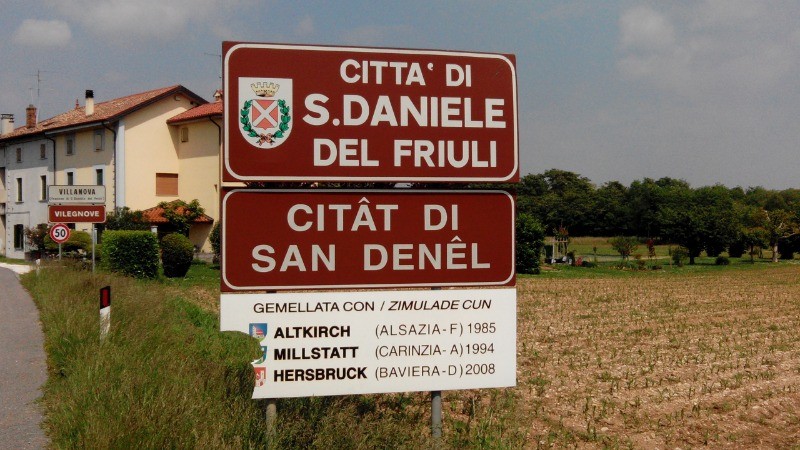 CITTA' DI
S.DANIELE
DEL FRIULI
CITÂT DI
SAN DENÊL
GEMELLATA CON / ZIMULADE CUN
ALTKIRCH (ALSAZIA-F) 1985
MILLSTATT (CARINZIA-A) 1994
HERSBRUCK (BAVIERA-D) 2008
VILLANOVA
VILEGNOVE
50